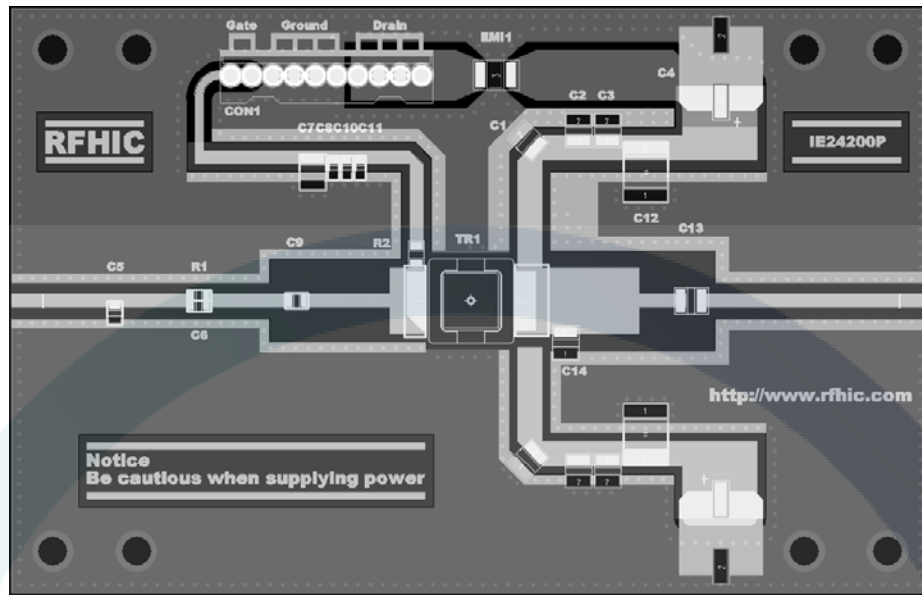 Gate Ground Drain
EMI1
C4
CON1
C2 C3
C7C8C10C11
C1
RFHIC
IE24200P
C12
C13
TR1
R2
C9
C5
R1
C6
C14
http://www.rfhic.com
Notice
Be cautious when supplying power